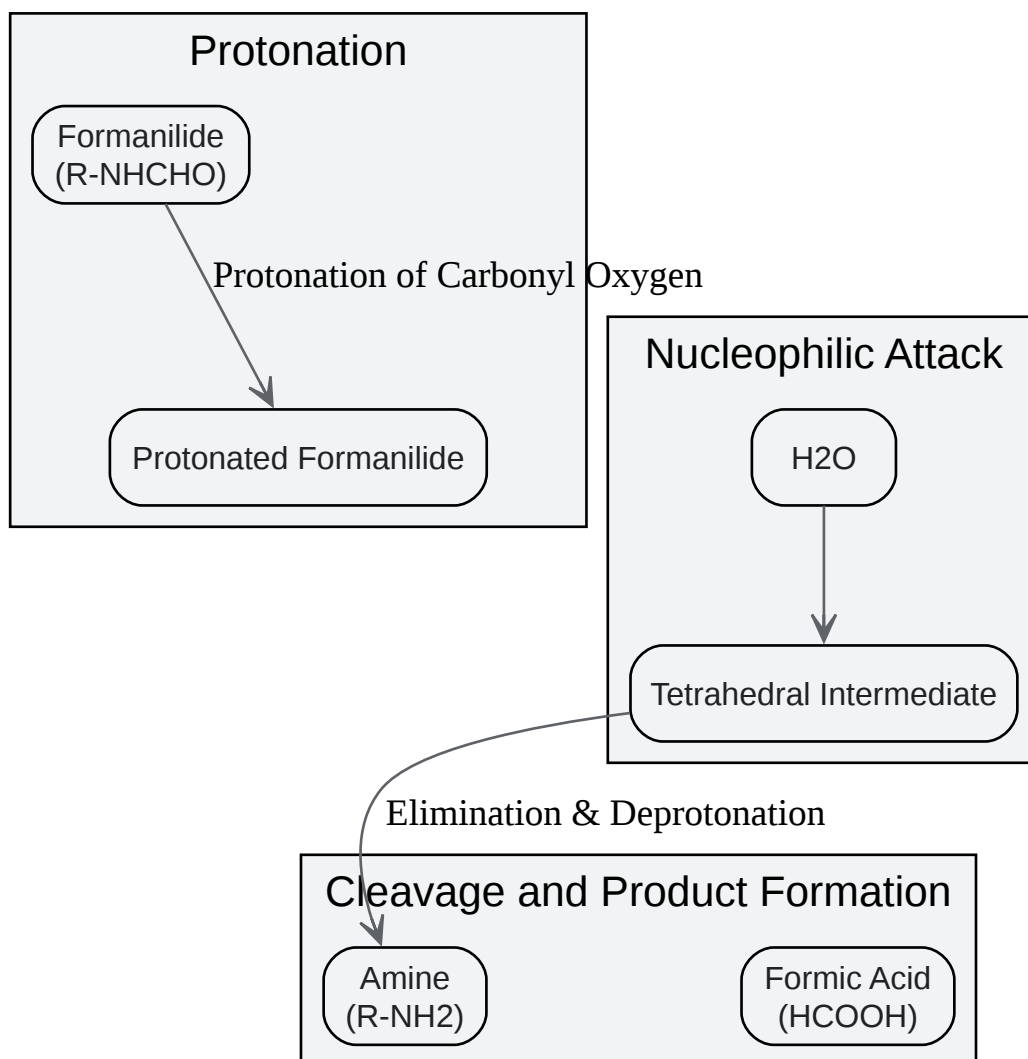 Protonation
Formanilide
(R-NHCHO)
Protonation of Carbonyl Oxygen
Protonated Formanilide
Nucleophilic Attack
H2O
Tetrahedral Intermediate
Elimination & Deprotonation
Cleavage and Product Formation
Amine
(R-NH2)
Formic Acid
(HCOOH)